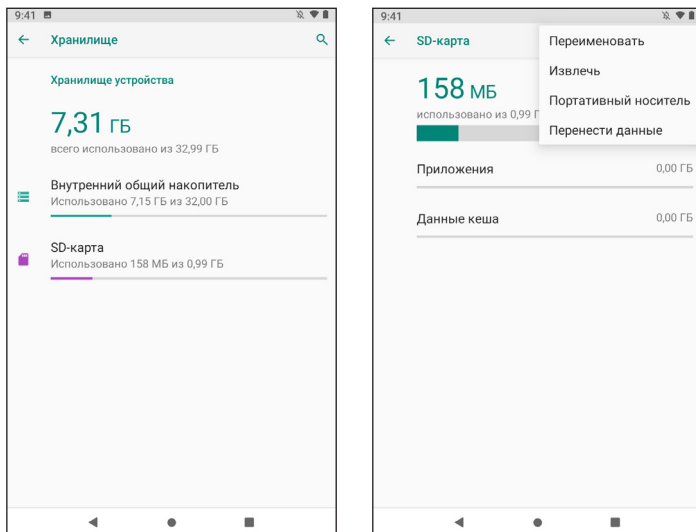 9:41
Хранилище
Хранилище устройства
7,31 ГБ
всего использовано из 32,99 ГБ
Внутренний общий накопитель
Использовано 7,15 ГБ из 32,00 ГБ
SD-карта
Использовано 158 МБ из 0,99 ГБ
9:41
SD-карта
Переименовать
Извлечь
Портативный носитель
Перенести данные
158 МБ
использовано из 0,99 Г
Приложения 0,00 ГБ
Данные кеша 0,00 ГБ